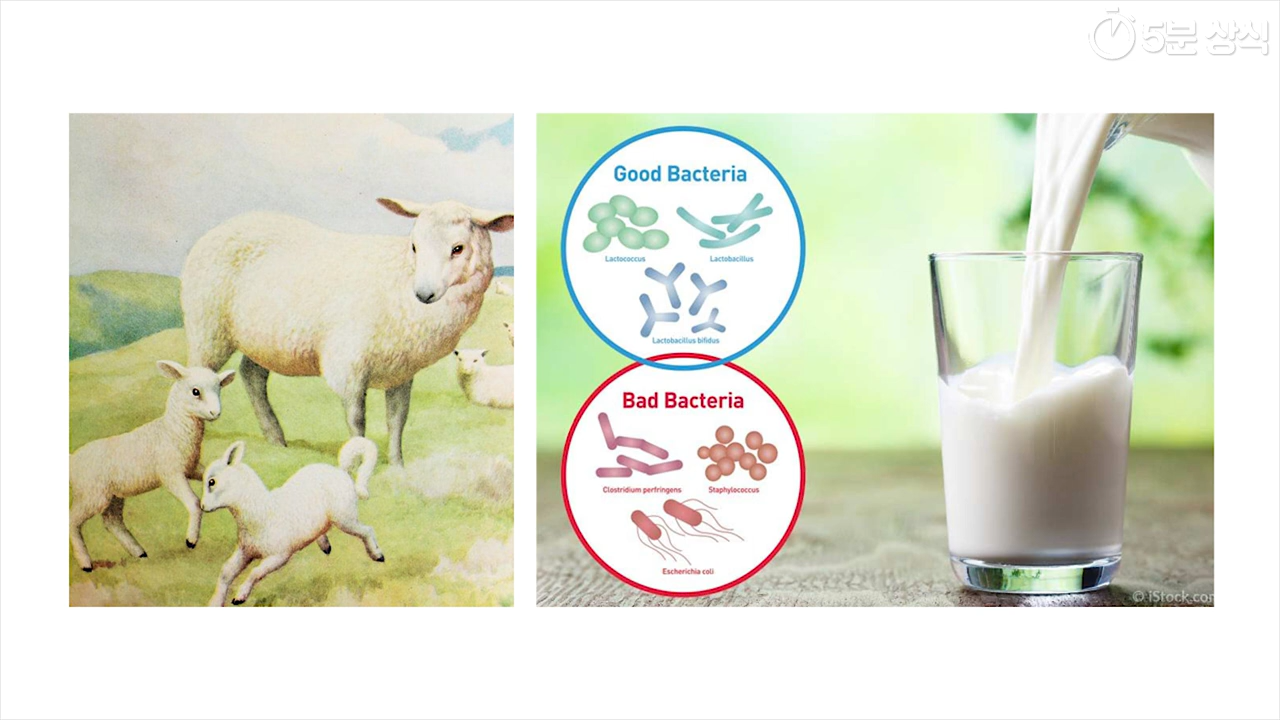 5분 상식
Good Bacteria
Lactococcus
Lactobacillus
Lactobacillus bifidus
Bad Bacteria
Clostridium perfringens
Staphylococcus
Escherichia coli
© iStock.com